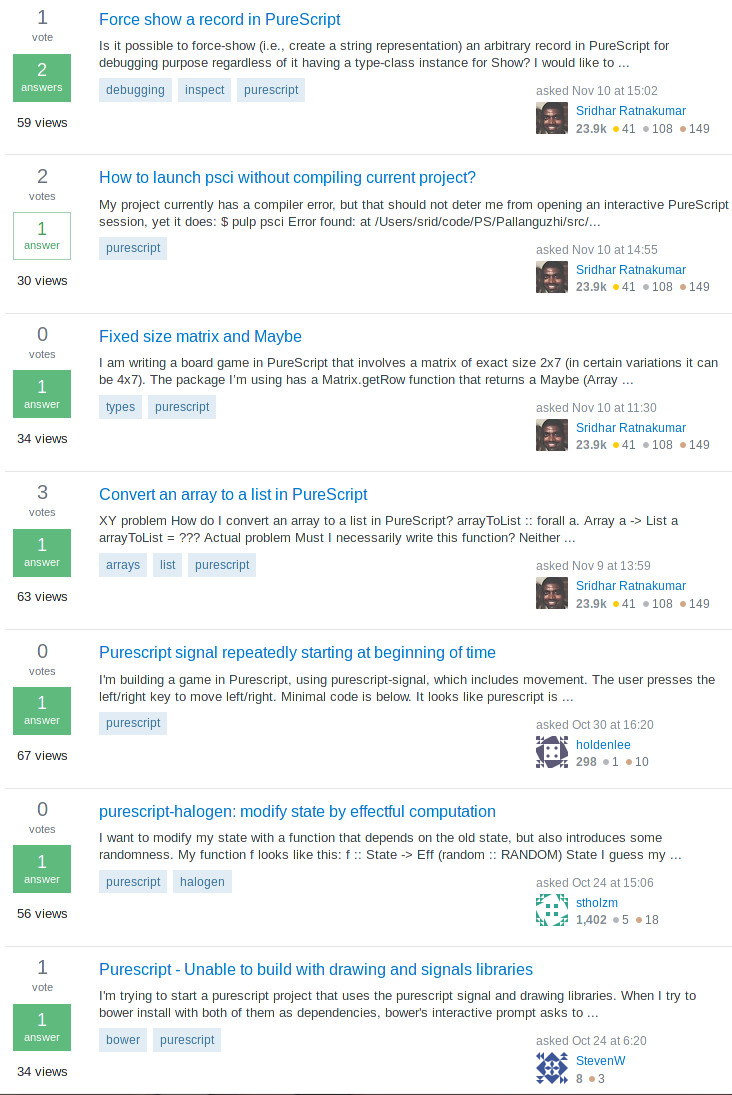 1
vote
2
answers
59 views
Force show a record in PureScript
Is it possible to force-show (i.e., create a string representation) an arbitrary record in PureScript for
debugging purpose regardless of it having a type-class instance for Show? I would like to ...
debugging inspect purescript
asked Nov 10 at 15:02
Sridhar Ratnakumar
23.9k 41 108 149
2
votes
1
answer
30 views
How to launch psci without compiling current project?
My project currently has a compiler error, but that should not deter me from opening an interactive PureScript
session, yet it does: $ pulp psci Error found: at /Users/srid/code/PS/Pallanguzhi/src/...
purescript
asked Nov 10 at 14:55
Sridhar Ratnakumar
23.9k 41 108 149
0
votes
1
answer
34 views
Fixed size matrix and Maybe
I am writing a board game in PureScript that involves a matrix of exact size 2x7 (in certain variations it can
be 4x7). The package I'm using has a Matrix.getRow function that returns a Maybe (Array ...
types purescript
asked Nov 10 at 11:30
Sridhar Ratnakumar
23.9k 41 108 149
3
votes
1
answer
63 views
Convert an array to a list in PureScript
XY problem How do I convert an array to a list in PureScript? arrayToList :: forall a. Array a -> List a
arrayToList = ??? Actual problem Must I necessarily write this function? Neither ...
arrays list purescript
asked Nov 9 at 13:59
Sridhar Ratnakumar
23.9k 41 108 149
0
votes
1
answer
67 views
Purescript signal repeatedly starting at beginning of time
I'm building a game in Purescript, using purescript-signal, which includes movement. The user presses the
left/right key to move left/right. Minimal code is below. It looks like purescript is ...
purescript
asked Oct 30 at 16:20
holdenlee
298 1 10
0
votes
1
answer
56 views
purescript-halogen: modify state by effectful computation
I want to modify my state with a function that depends on the old state, but also introduces some
randomness. My function f looks like this: f :: State -> Eff (random :: RANDOM) State I guess my ...
purescript halogen
asked Oct 24 at 15:06
stholzm
1,402 5 18
1
vote
1
answer
34 views
Purescript - Unable to build with drawing and signals libraries
I'm trying to start a purescript project that uses the purescript signal and drawing libraries. When I try to
bower install with both of them as dependencies, bower's interactive prompt asks to ...
bower purescript
asked Oct 24 at 6:20
StevenW
8 3